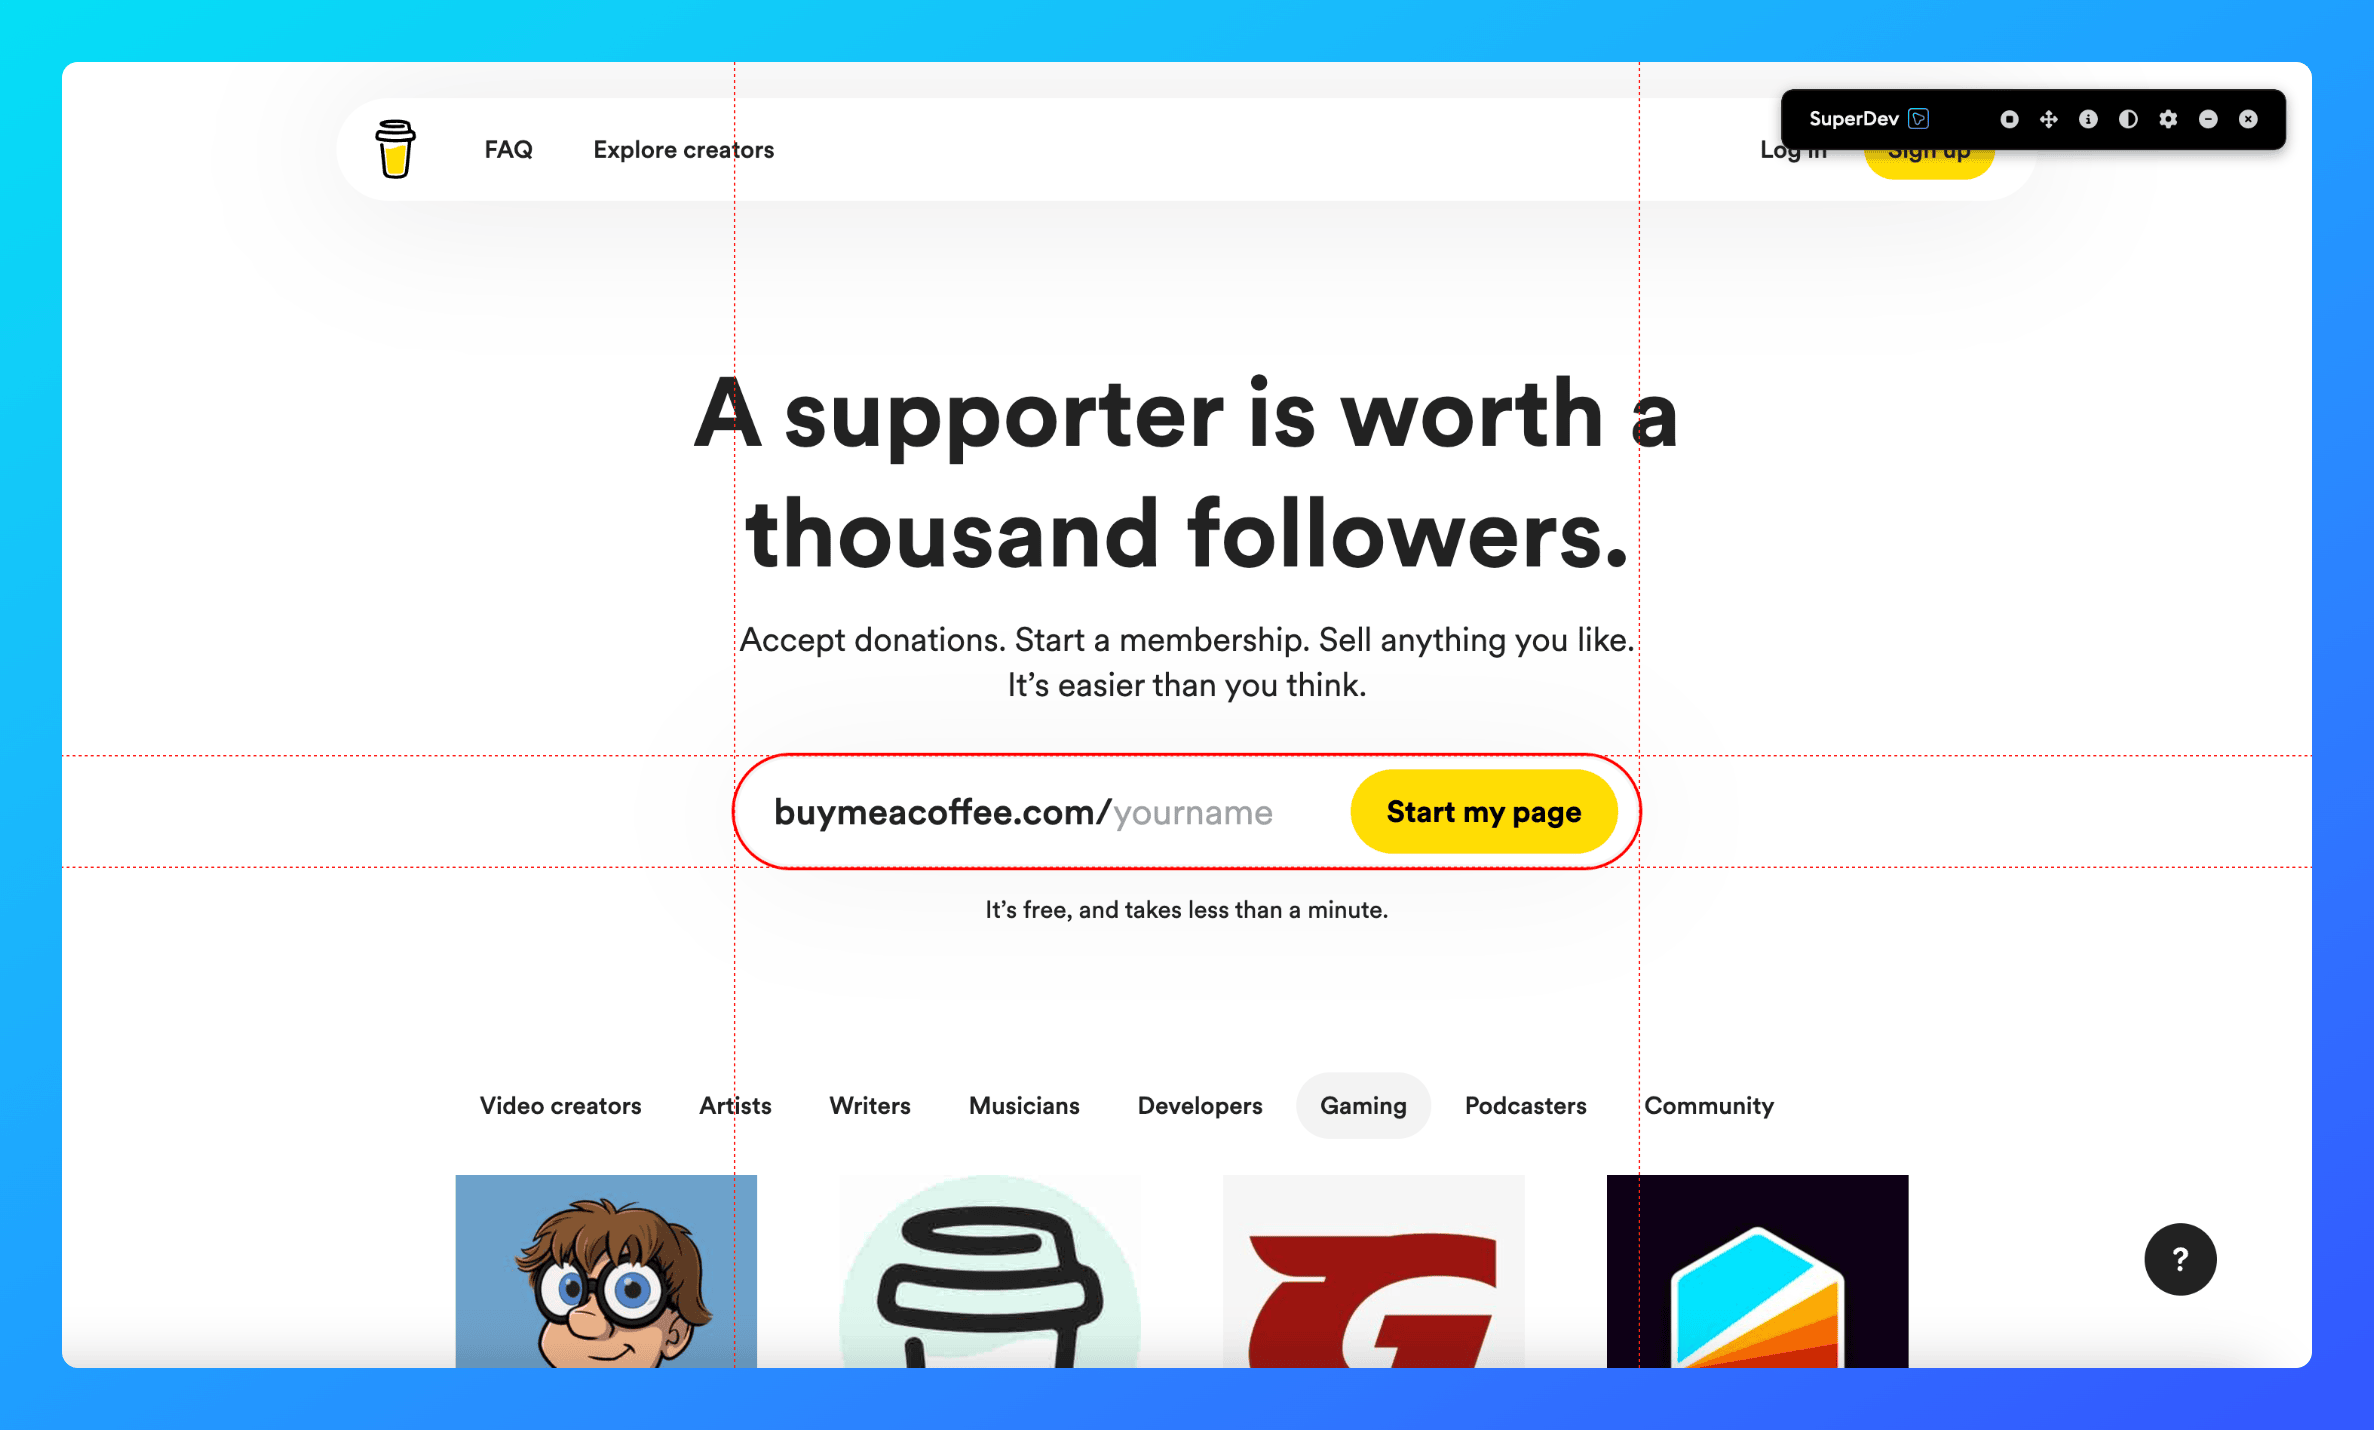 FAQ
Explore creators
Log in
Sign up
SuperDev
A supporter is worth a
thousand followers.
Accept donations. Start a membership. Sell anything you like.
It’s easier than you think.
buymeacoffee.com/yourname
Start my page
It’s free, and takes less than a minute.
Video creators
Artists
Writers
Musicians
Developers
Gaming
Podcasters
Community
?